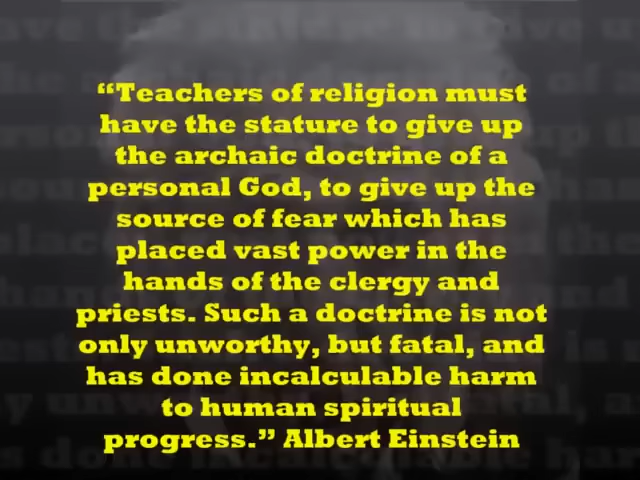 “Teachers of religion must
have the stature to give up
the archaic doctrine of a
personal God, to give up the
source of fear which has
placed vast power in the
hands of the clergy and
priests. Such a doctrine is not
only unworthy, but fatal, and
has done incalculable harm
to human spiritual
progress.” Albert Einstein